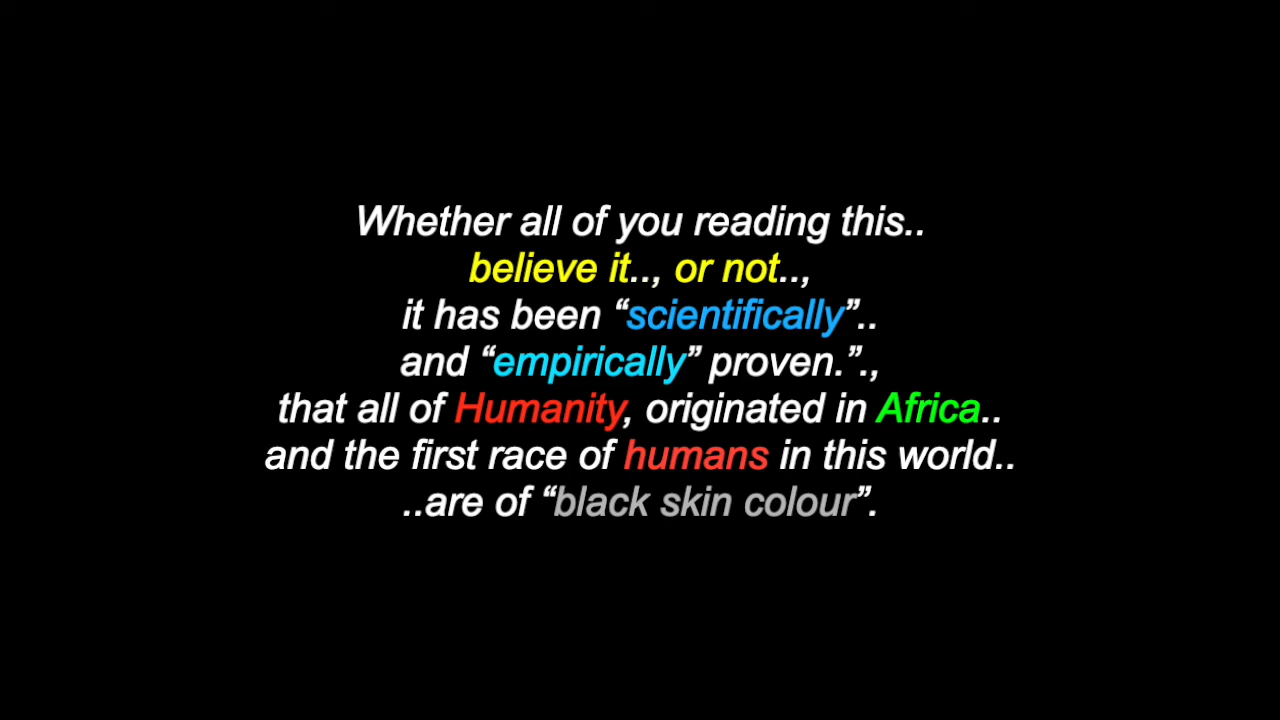 Whether all of you reading this..
believe it.., or not..,
it has been “scientifically”..
and “empirically” proven.”.,
that all of Humanity, originated in Africa..
and the first race of humans in this world..
..are of “black skin colour”.